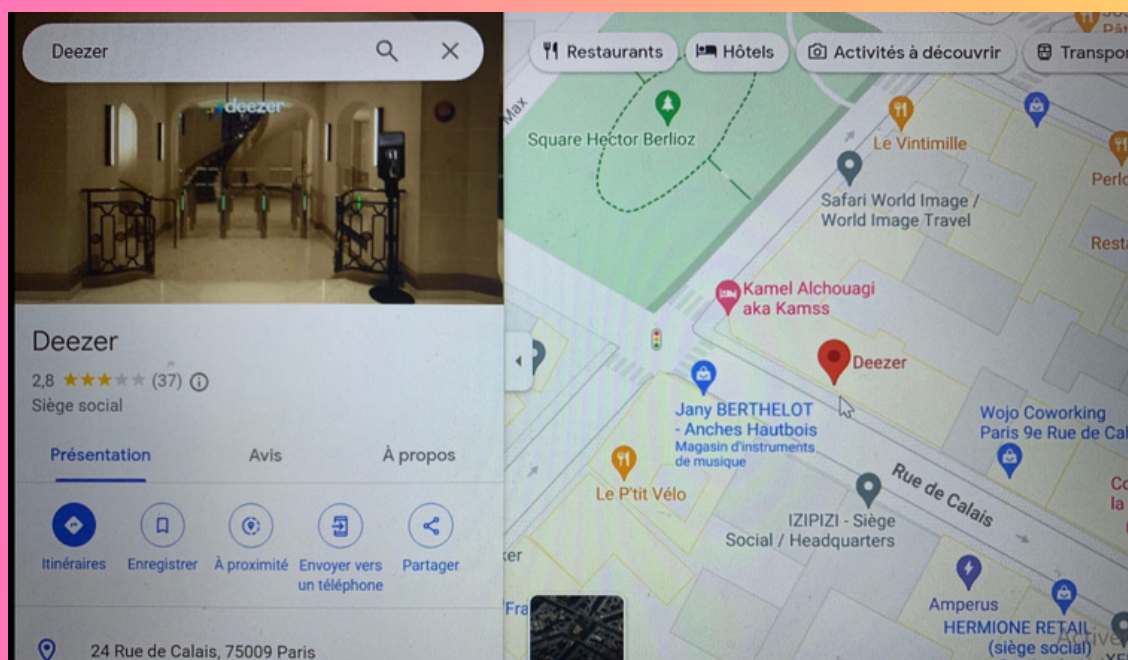 Deezer
deezer
Deezer
2,8
(37)
Siège social
Présentation
Avis
À propos
Itinéraires
Enregistrer
À proximité
Envoyer vers
un téléphone
Partager
24 Rue de Calais, 75009 Paris
Restaurants
Hôtels
Activités à découvrir
Max
Square Hector Berlioz
Le Vintimille
Safari World Image /
World Image Travel
Kamel Alchouagi
aka Kamss
Deezer
Jany BERTHELOT
- Anches Hautbois
Magasin d'instruments
de musique
Wojo Coworking
Paris 9e Rue de Cal
Le P'tit Vélo
Rue de Calais
IZIPIZI - Siège
Social / Headquarters
Amperus
HERMIONE RETAIL
(siège social)